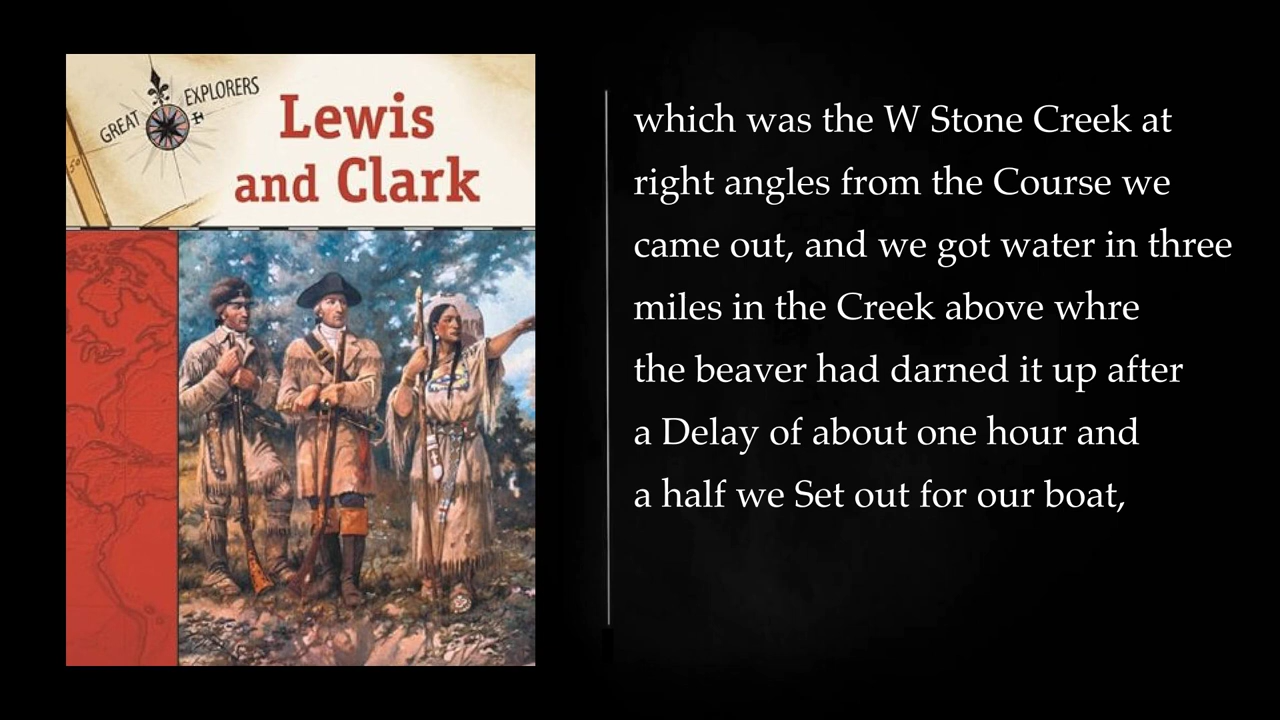 GREAT EXPLORERS
E
50
Lewis
and Clark
which was the W Stone Creek at
right angles from the Course we
came out, and we got water in three
miles in the Creek above whre
the beaver had darned it up after
a Delay of about one hour and
a half we Set out for our boat,